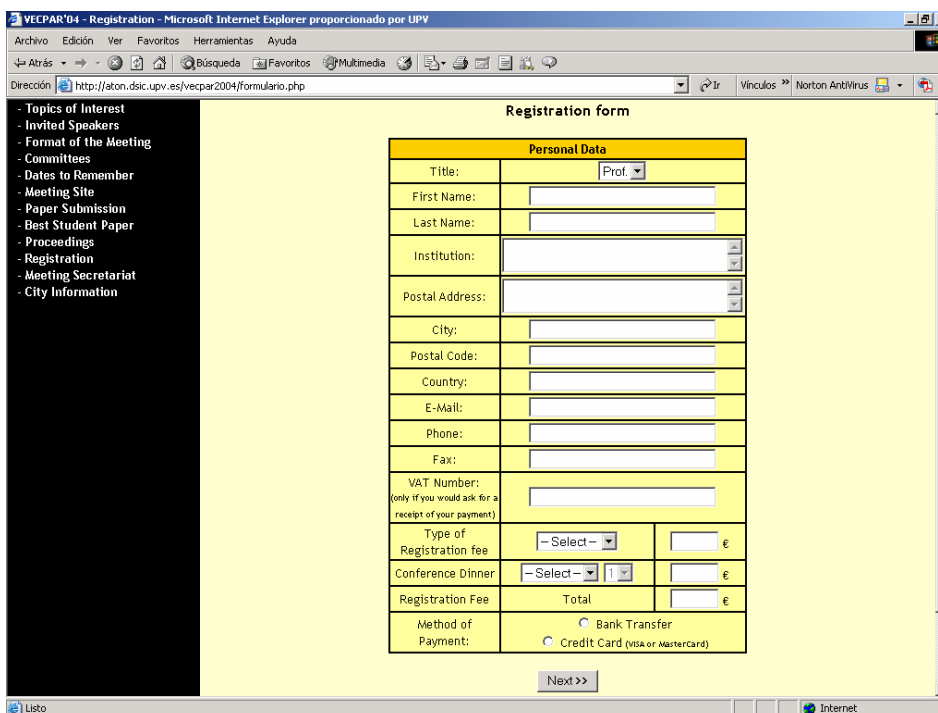 VECPAR'04 - Registration - Microsoft Internet Explorer proporcionado por UPV
Archivo Edición Ver Favoritos Herramientas Ayuda
Atrás Búsqueda Favoritos Multimedia
Dirección http://aton.dsic.upv.es/vecpar2004/formulario.php Ir Vínculos » Norton AntiVirus
- Topics of Interest
- Invited Speakers
- Format of the Meeting
- Committees
- Dates to Remember
- Meeting Site
- Paper Submission
- Best Student Paper
- Proceedings
- Registration
- Meeting Secretariat
- City Information
Registration form
Personal Data
Title: Prof.
First Name:
Last Name:
Institution:
Postal Address:
City:
Postal Code:
Country:
E-Mail:
Phone:
Fax:
VAT Number:
(only if you would ask for a
receipt of your payment)
Type of
Registration fee
-- Select -- €
Conference Dinner -- Select -- 1 €
Registration Fee Total €
Method of
Payment:
Bank Transfer
Credit Card (VISA or MasterCard)
Next >>
Listo Internet